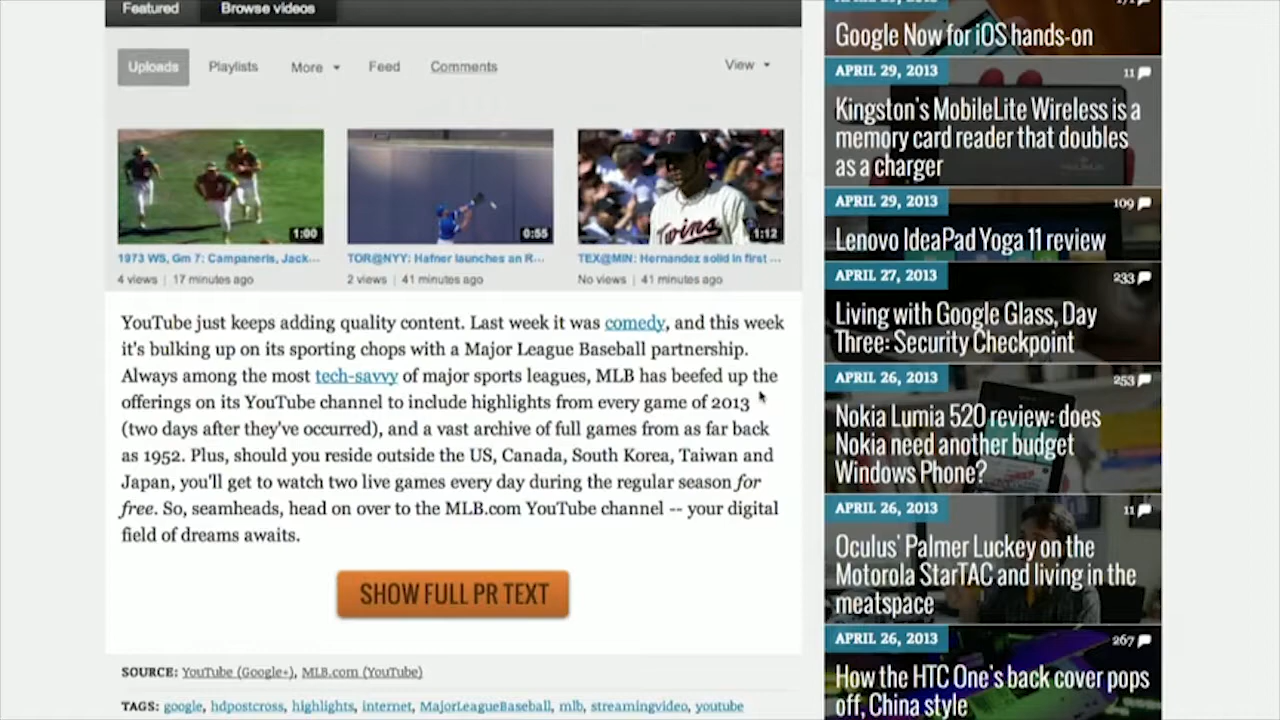 Featured
Browse videos
Uploads
Playlists
More
Feed
Comments
View
1:00
0:55
Twins
1:12
1973 WS, Gm 7: Campaneris, Jack...
TOR@NYY: Hafner launches an R...
TEX@MIN: Hernandez solid in first ...
4 views | 17 minutes ago
2 views | 41 minutes ago
No views | 41 minutes ago
YouTube just keeps adding quality content. Last week it was comedy, and this week
it's bulking up on its sporting chops with a Major League Baseball partnership.
Always among the most tech-savvy of major sports leagues, MLB has beefed up the
offerings on its YouTube channel to include highlights from every game of 2013
(two days after they've occurred), and a vast archive of full games from as far back
as 1952. Plus, should you reside outside the US, Canada, South Korea, Taiwan and
Japan, you'll get to watch two live games every day during the regular season for
free. So, seamheads, head on over to the MLB.com YouTube channel -- your digital
field of dreams awaits.
SHOW FULL PR TEXT
SOURCE: YouTube (Google+), MLB.com (YouTube)
TAGS: google, hdpostcross, highlights, internet, MajorLeagueBaseball, mlb, streamingvideo, youtube
Google Now for iOS hands-on
APRIL 29, 2013
11
Kingston's MobileLite Wireless is a
memory card reader that doubles
as a charger
APRIL 29, 2013
109
Lenovo IdeaPad Yoga 11 review
APRIL 27, 2013
233
Living with Google Glass, Day
Three: Security Checkpoint
APRIL 26, 2013
253
Nokia Lumia 520 review: does
Nokia need another budget
Windows Phone?
APRIL 26, 2013
11
Oculus' Palmer Luckey on the
Motorola StarTAC and living in the
meatspace
APRIL 26, 2013
267
How the HTC One's back cover pops
off, China style